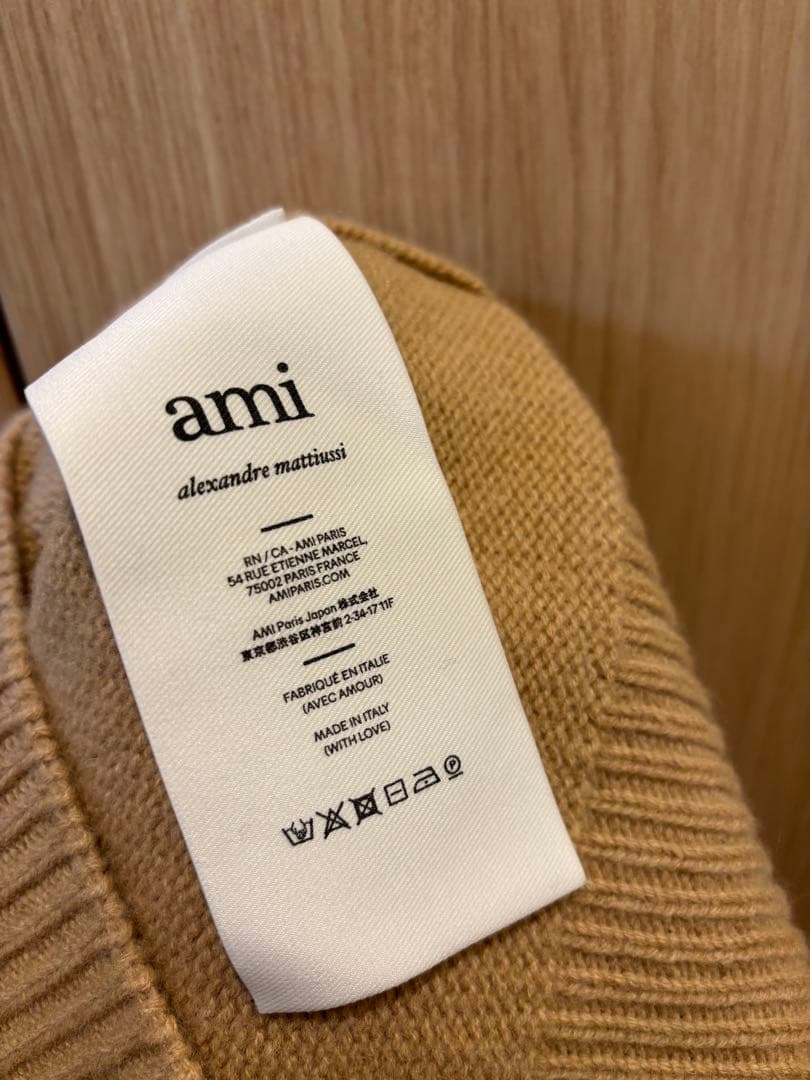 ami
alexandre mattiussi
RN / CA - AMI PARIS
54 RUE ETIENNE MARCEL,
75002 PARIS FRANCE
AMIPARIS.COM
AMI Paris Japan 株式会社
東京都渋谷区神宮前 2-34-17 11F
FABRIQUÉ EN ITALIE
(AVEC AMOUR)
MADE IN ITALY
(WITH LOVE)
P